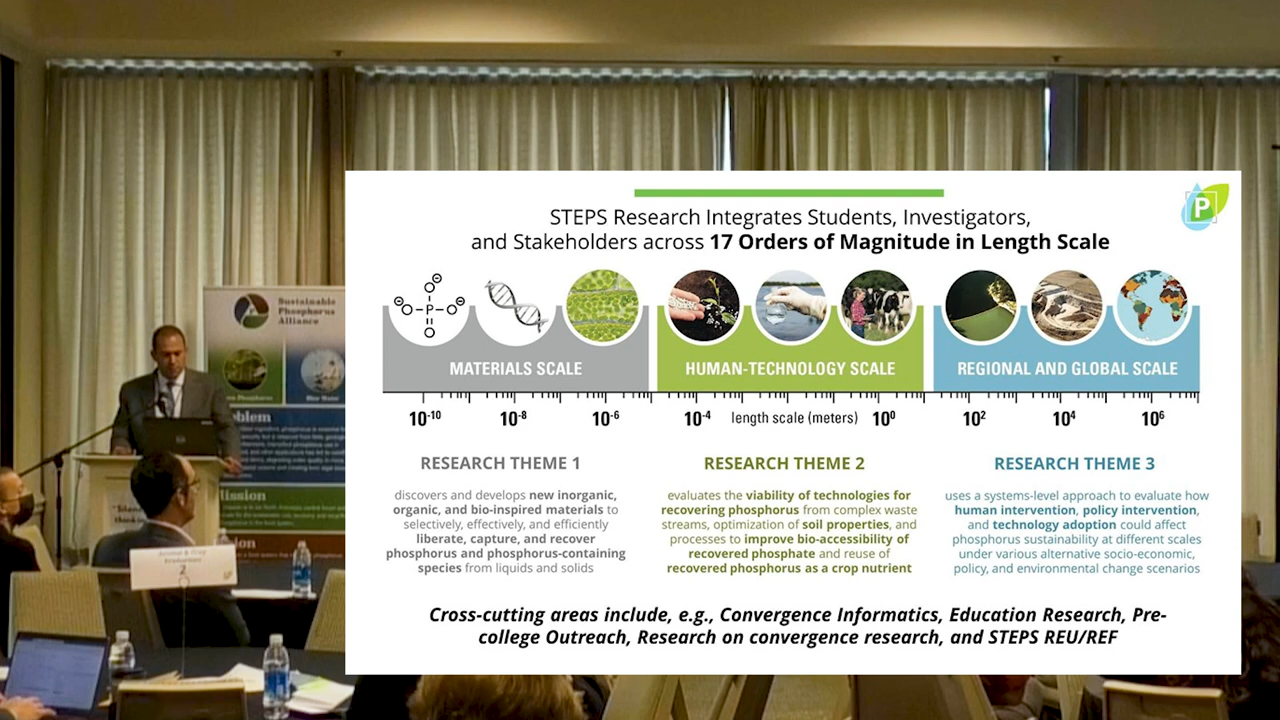 STEPS Research Integrates Students, Investigators,
and Stakeholders across 17 Orders of Magnitude in Length Scale
P
O
O
P
O
O
MATERIALS SCALE
HUMAN-TECHNOLOGY SCALE
REGIONAL AND GLOBAL SCALE
10-10
10-8
10-6
10-4
length scale (meters)
100
102
104
106
RESEARCH THEME 1
discovers and develops new inorganic,
organic, and bio-inspired materials to
selectively, effectively, and efficiently
liberate, capture, and recover
phosphorus and phosphorus-containing
species from liquids and solids
RESEARCH THEME 2
evaluates the viability of technologies for
recovering phosphorus from complex waste
streams, optimization of soil properties, and
processes to improve bio-accessibility of
recovered phosphate and reuse of
recovered phosphorus as a crop nutrient
RESEARCH THEME 3
uses a systems-level approach to evaluate how
human intervention, policy intervention,
and technology adoption could affect
phosphorus sustainability at different scales
under various alternative socio-economic,
policy, and environmental change scenarios
Cross-cutting areas include, e.g., Convergence Informatics, Education Research, Pre-
college Outreach, Research on convergence research, and STEPS REU/REF
Sustainable
Phosphorus
Alliance
Blue Water
oblem
Mission
2